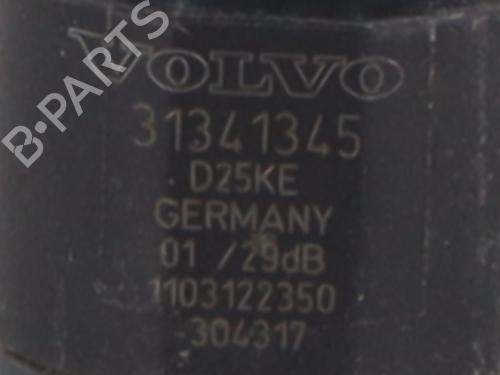 B-PARTS
VOLVO
31341345
D25KE
GERMANY
01 /29dB
1103122350
-304317